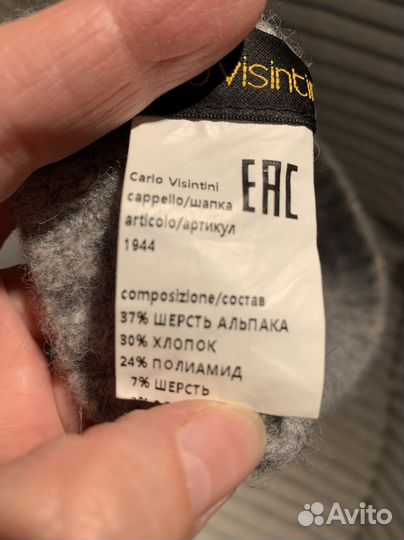 Visinti
Carlo Visintini
EAC
cappello/шапка
articolo/артикул
1944
composizione/состав
37% ШЕРСТЬ АЛЬПАКА
30% ХЛОПОК
24% ПОЛИАМИД
7% ШЕРСТЬ
Avito